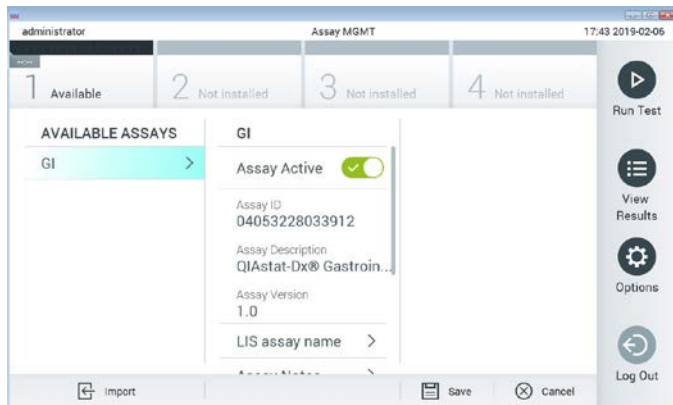 administrator
Assay MGMT
17:43 2019-02-06
1 Available
2 Not installed
3 Not installed
4 Not installed
Run Test
View
Results
Options
Log Out
AVAILABLE ASSAYS
GI
GI
Assay Active
Assay ID
04053228033912
Assay Description
QIAstat-Dx® Gastroin...
Assay Version
1.0
LIS assay name
Import
Save
Cancel